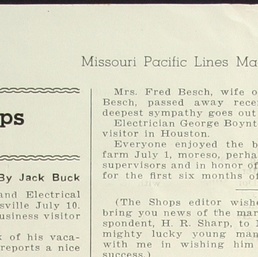 Missouri Pacific Lines Ma
ps
By Jack Buck
and Electrical
sville July 10.
usiness visitor
k of his vaca-
reports a nice
Mrs. Fred Besch, wife o
Besch, passed away rece
deepest sympathy goes out
Electrician George Boynt
visitor in Houston.
Everyone enjoyed the b
farm July 1, moreso, perha
supervisors and in honor of
for the first six months of
(The Shops editor wishe
bring you news of the mar
spondent, H. R. Sharp, to
mighty lucky young man
with me in wishing him
success.)